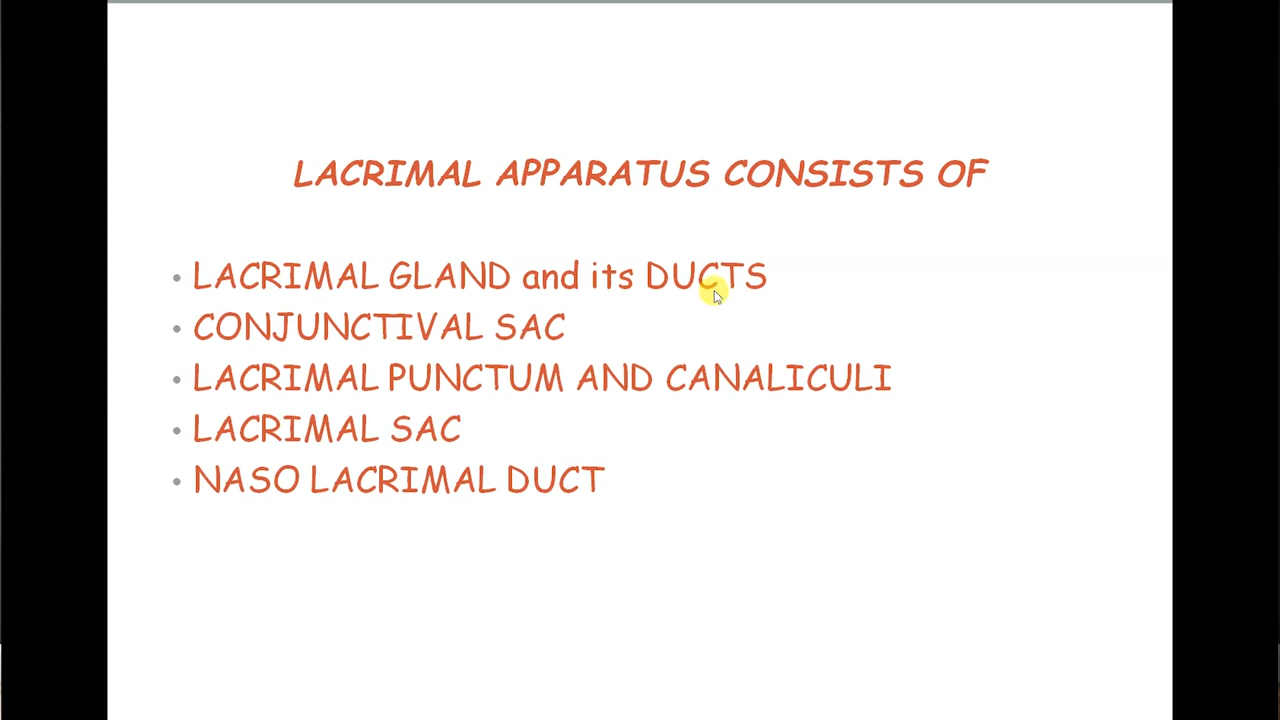 LACRIMAL APPARATUS CONSISTS OF
• LACRIMAL GLAND and its DUCTS
• CONJUNCTIVAL SAC
• LACRIMAL PUNCTUM AND CANALICULI
• LACRIMAL SAC
• NASO LACRIMAL DUCT